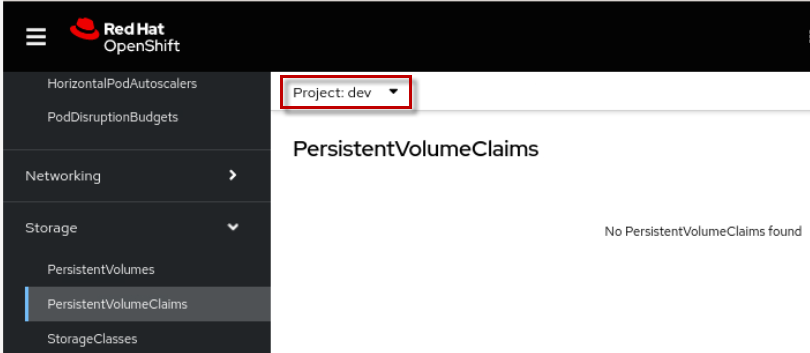 Red Hat
OpenShift
HorizontalPodAutoscalers
PodDisruptionBudgets
Networking
Storage
PersistentVolumes
PersistentVolumeClaims
StorageClasses
Project: dev
PersistentVolumeClaims
No PersistentVolumeClaims found